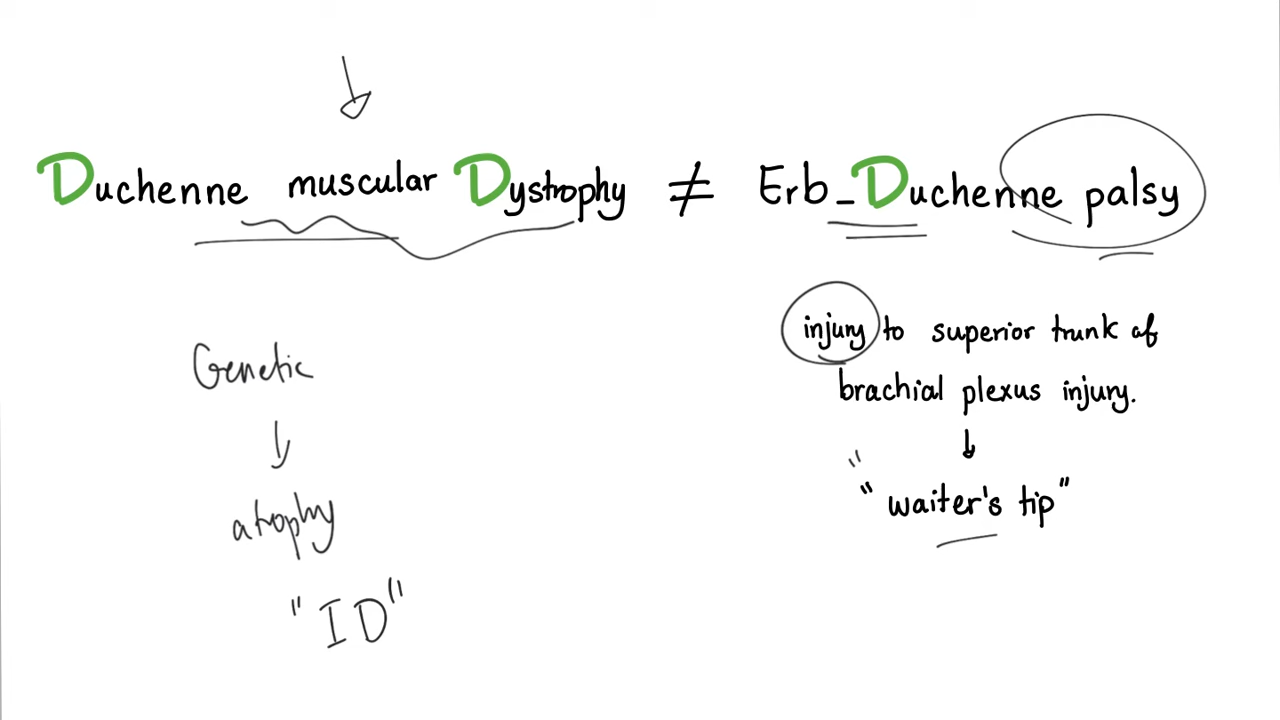 Duchenne muscular Dystrophy ≠ Erb_Duchenne palsy
injury to superior trunk of
brachial plexus injury.
"waiter's tip"
Genetic
atrophy
"ID"